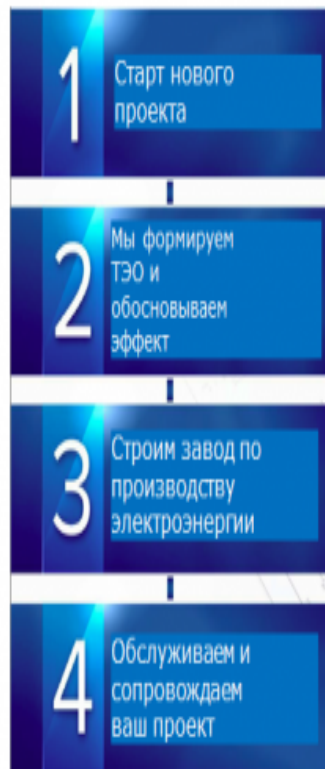 1
Старт нового
проекта
2
Мы формируем
ТЭО и
обосновываем
эффект
3
Строим завод по
производству
электроэнергии
4
Обслуживаем и
сопровождаем
ваш проект